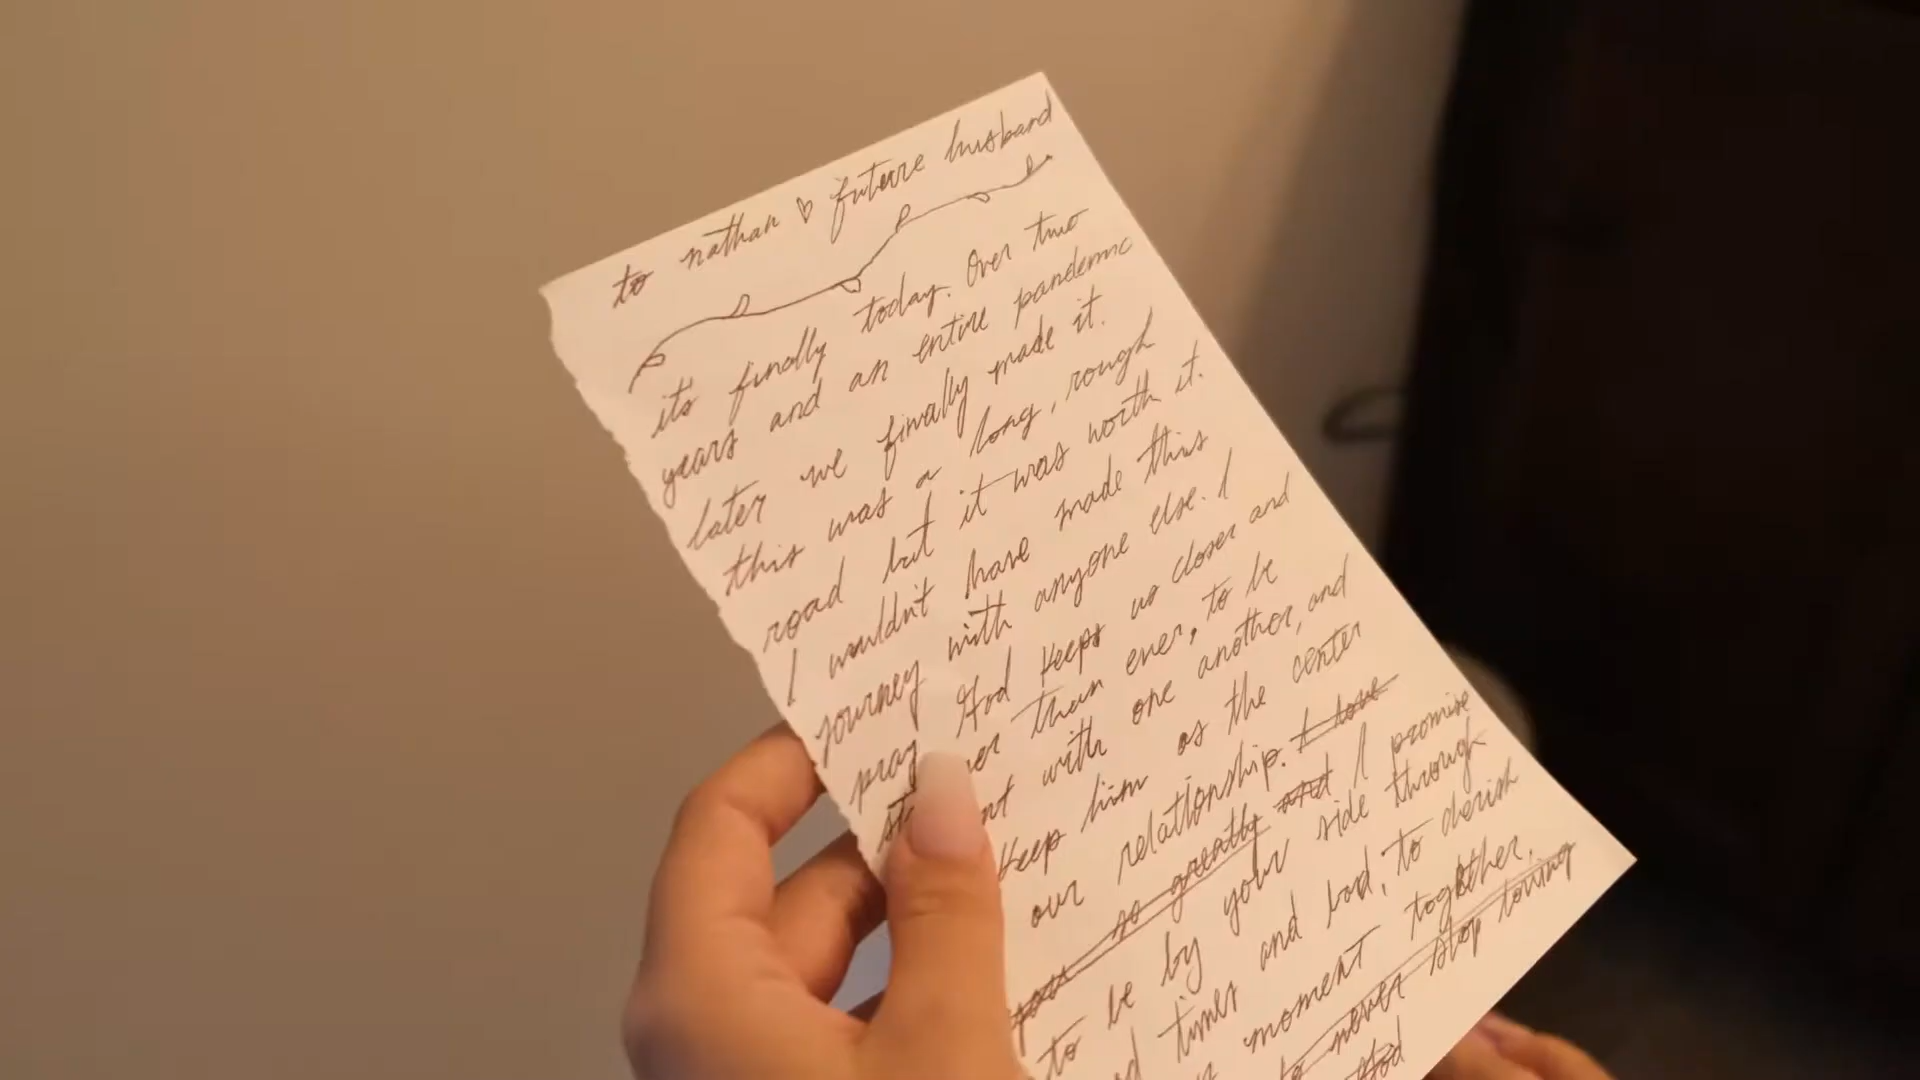 to nathan ♡ future husband
its finally today. Over two
years and an entire pandemic
later we finally made it.
this was a long, rough
road but it was worth it.
I wouldn't have made this
journey with anyone else. I
pray God keeps us closer and
than ever, to be
with one another, and
keep him as the center
our relationship. I love
you so greatly and I promise
to be by your side through
times and bad, to cherish
moment together,
to never stop loving
God